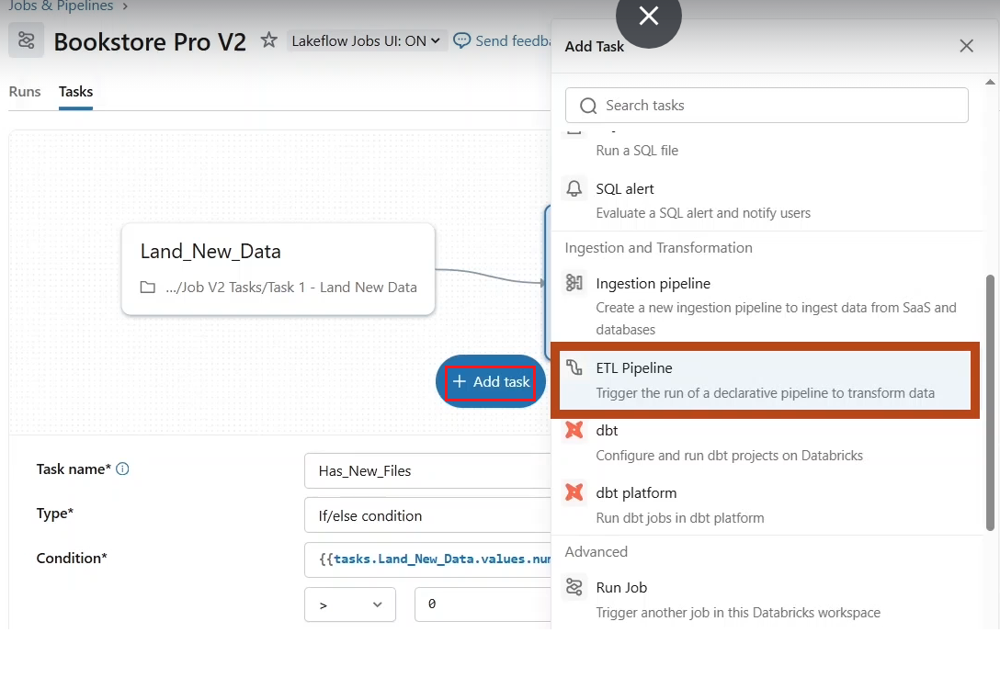 Jobs & Pipelines >
Bookstore Pro V2
Lakeflow Jobs UI: ON
Send feedba
Runs
Tasks
Land_New_Data
.../Job V2 Tasks/Task 1 - Land New Data
+ Add task
Task name*
Has_New_Files
Type*
If/else condition
Condition*
{{tasks.Land_New_Data.values.num
>
0
Add Task
Search tasks
Run a SQL file
SQL alert
Evaluate a SQL alert and notify users
Ingestion and Transformation
Ingestion pipeline
Create a new ingestion pipeline to ingest data from SaaS and
databases
ETL Pipeline
Trigger the run of a declarative pipeline to transform data
dbt
Configure and run dbt projects on Databricks
dbt platform
Run dbt jobs in dbt platform
Advanced
Run Job
Trigger another job in this Databricks workspace